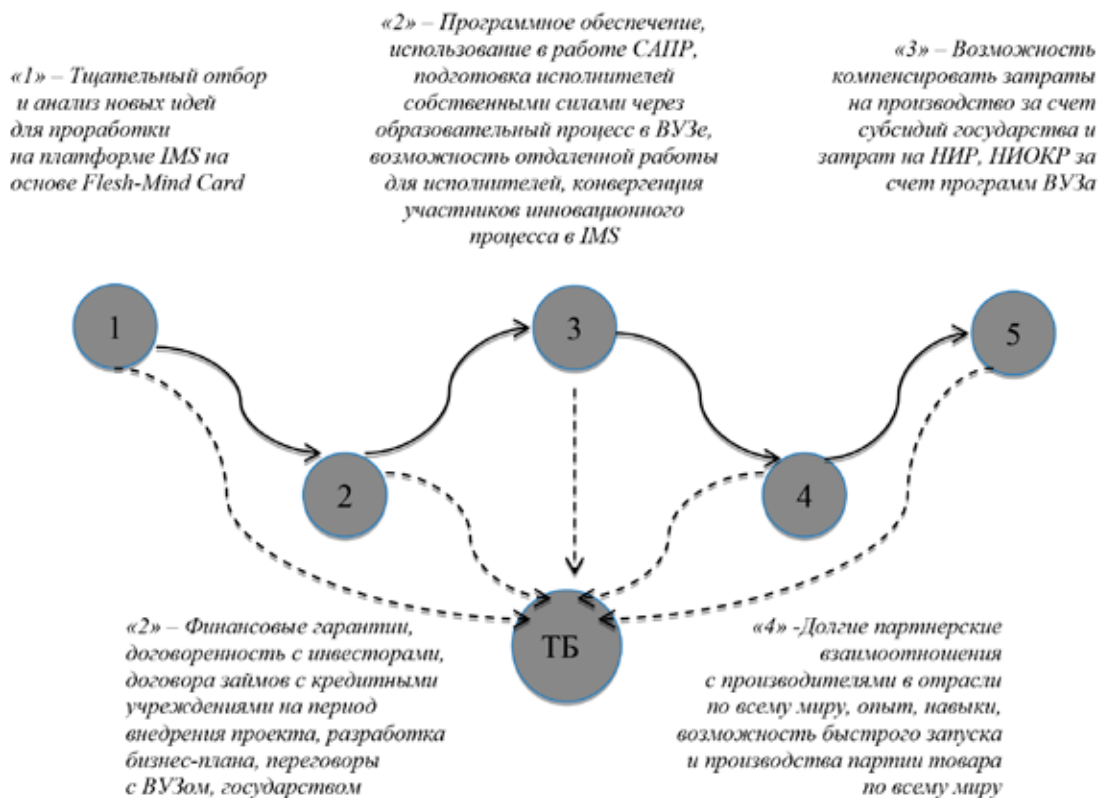 «1» – Тщательный отбор
и анализ новых идей
для проработки
на платформе IMS на
основе Flesh-Mind Card
«2» – Программное обеспечение,
использование в работе САПР,
подготовка исполнителей
собственными силами через
образовательный процесс в ВУЗе,
возможность отдаленной работы
для исполнителей, конвергенция
участников инновационного
процесса в IMS
«3» – Возможность
компенсировать затраты
на производство за счет
субсидий государства и
затрат на НИР, НИОКР за
счет программ ВУЗа
1
3
5
2
4
ТБ
«2» – Финансовые гарантии,
договоренность с инвесторами,
договора займов с кредитными
учреждениями на период
внедрения проекта, разработка
бизнес-плана, переговоры
с ВУЗом, государством
«4» -Долгие партнерские
взаимоотношения
с производителями в отрасли
по всему миру, опыт, навыки,
возможность быстрого запуска
и производства партии товара
по всему миру